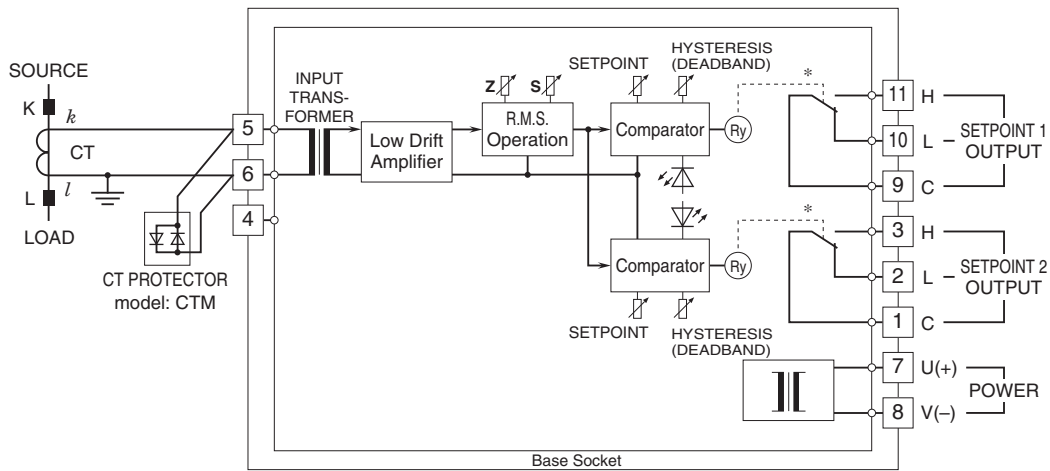 SOURCE
K
k
CT
L
l
LOAD
CT PROTECTOR
model: CTM
5
6
4
INPUT
TRANS-
FORMER
Low Drift
Amplifier
Z
S
R.M.S.
Operation
SETPOINT
HYSTERESIS
(DEADBAND)
Comparator
Ry
*
Comparator
Ry
*
SETPOINT
HYSTERESIS
(DEADBAND)
11 H
10 L
9 C
SETPOINT 1
OUTPUT
3 H
2 L
1 C
SETPOINT 2
OUTPUT
7 U(+)
8 V(–)
POWER
Base Socket